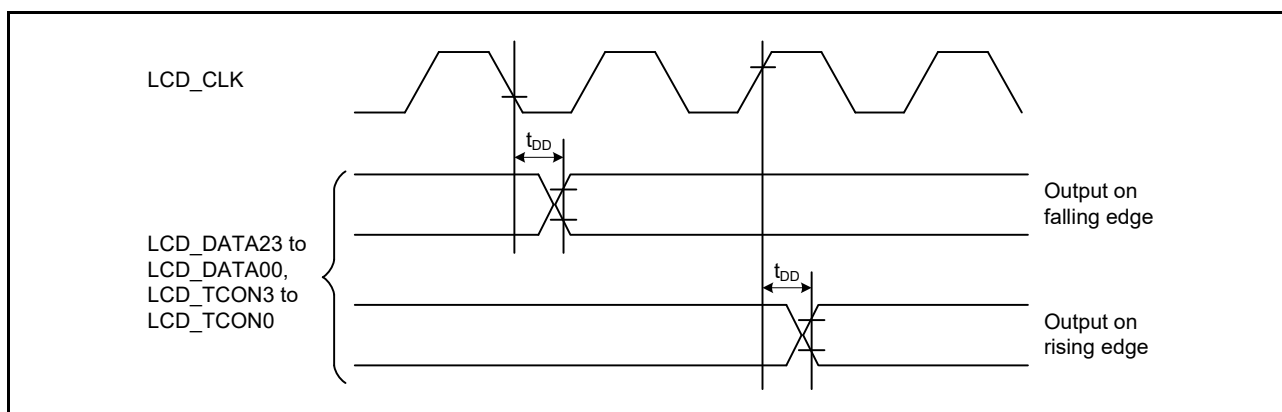 LCD_CLK
tDD
Output on
falling edge
LCD_DATA23 to
LCD_DATA00,
LCD_TCON3 to
LCD_TCON0
tDD
Output on
rising edge